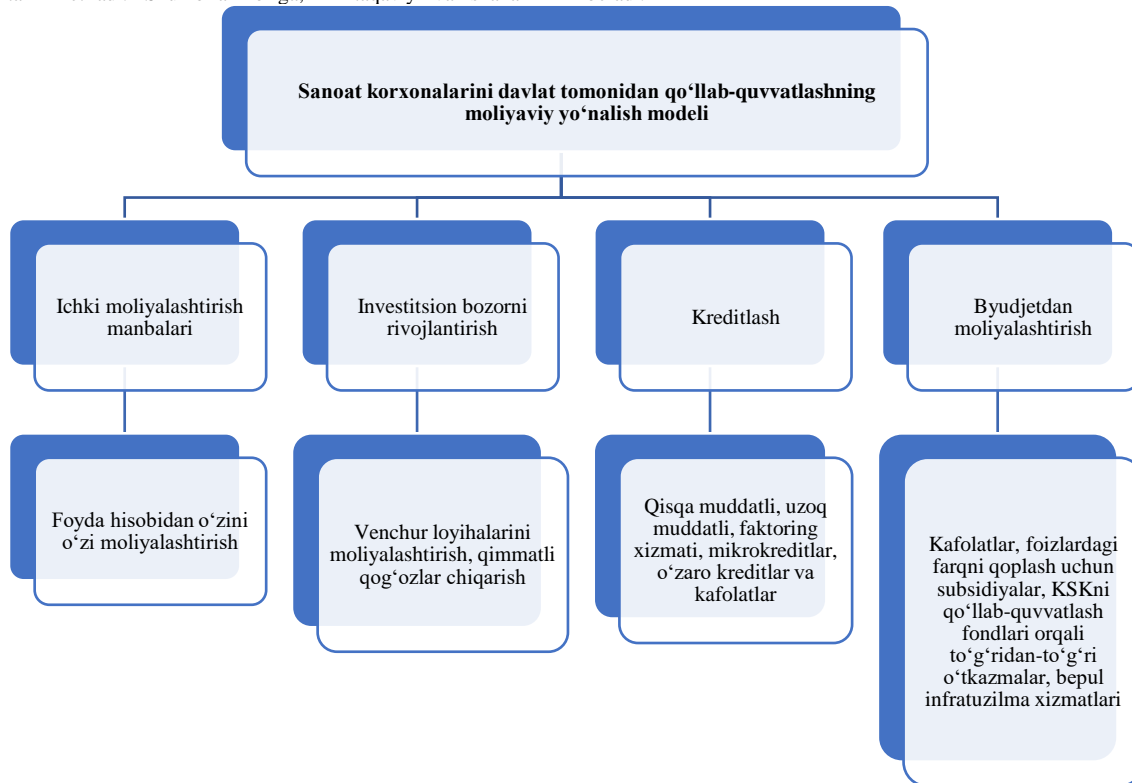 Sanoat korxonalarini davlat tomonidan qo‘llab-quvvatlashning
moliyaviy yo‘nalish modeli
Ichki moliyalashtirish
manbalari
Investitsion bozorni
rivojlantirish
Kreditlash
Byudjetdan
moliyalashtirish
Foyda hisobidan o‘zini
o‘zi moliyalashtirish
Venchur loyihalarini
moliyalashtirish, qimmatli
qog‘ozlar chiqarish
Qisqa muddatli, uzoq
muddatli, faktoring
xizmati, mikrokreditlar,
o‘zaro kreditlar va
kafolatlar
Kafolatlar, foizlardagi
farqni qoplash uchun
subsidiyalar, KSKni
qo‘llab-quvvatlash
fondlari orqali
to‘g‘ridan-to‘g‘ri
o‘tkazmalar, bepul
infratuzilma xizmatlari